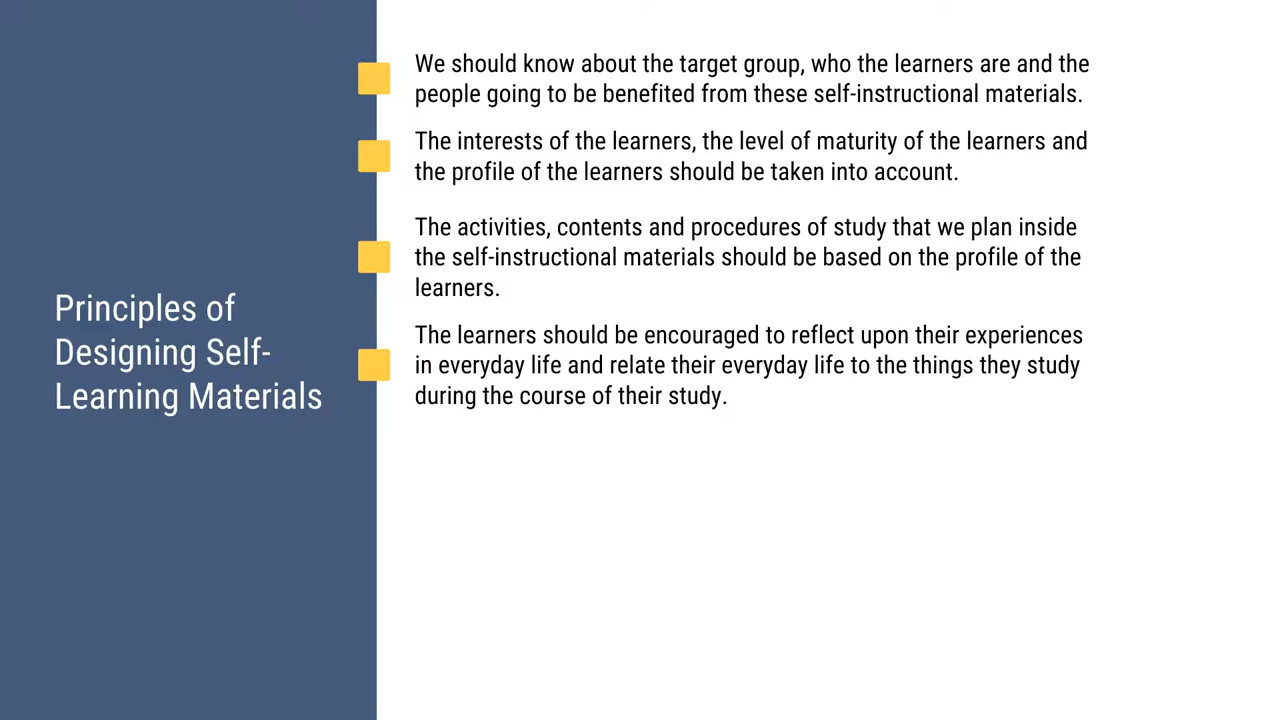 Principles of
Designing Self-
Learning Materials
We should know about the target group, who the learners are and the
people going to be benefited from these self-instructional materials.
The interests of the learners, the level of maturity of the learners and
the profile of the learners should be taken into account.
The activities, contents and procedures of study that we plan inside
the self-instructional materials should be based on the profile of the
learners.
The learners should be encouraged to reflect upon their experiences
in everyday life and relate their everyday life to the things they study
during the course of their study.